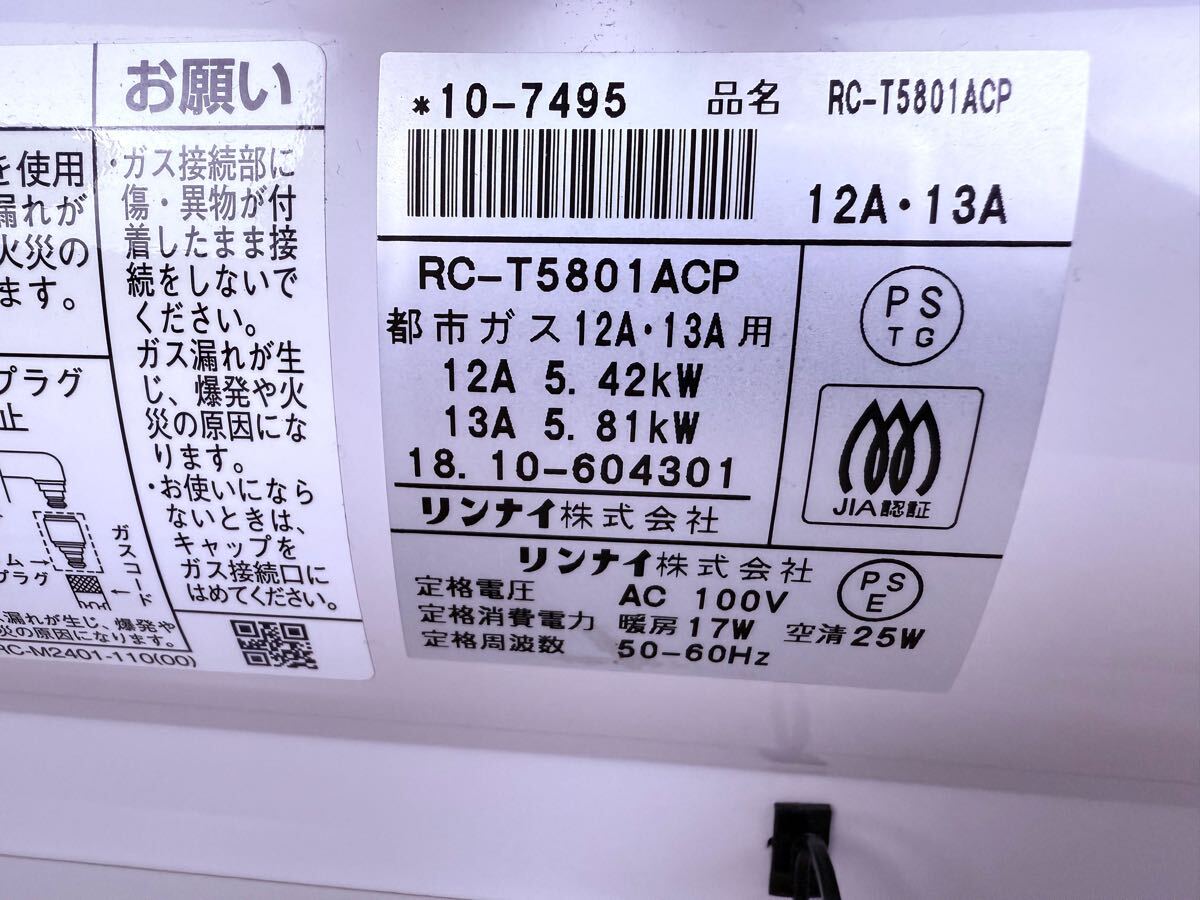 を使用
漏れが
火災の
ます。
プラグ
止
ガスコード
ム→
プラグ
←
ス漏れが生じ、爆発や
災の原因になります。
RC-M2401-110(00)
お願い
・ガス接続部に
傷・異物が付
着したまま接
続をしないで
ください。
ガス漏れが生
じ、爆発や火
災の原因にな
ります。
・お使いになら
ないときは、
キャップを
ガス接続口に
はめてください。
*10-7495 品名 RC-T5801ACP
12A・13A
RC-T5801ACP
都市ガス12A・13A用
12A 5.42kW
13A 5.81kW
18.10-604301
リンナイ株式会社
PS
TG
JIA認証
リンナイ株式会社
定格電圧 AC 100V
定格消費電力 暖房17W 空清25W
定格周波数 50-60Hz
PS
E